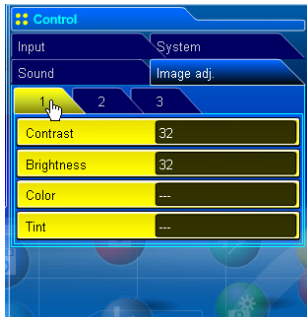 Control
Input System
Sound Image adj.
1 2 3
Contrast 32
Brightness 32
Color ---
Tint ---